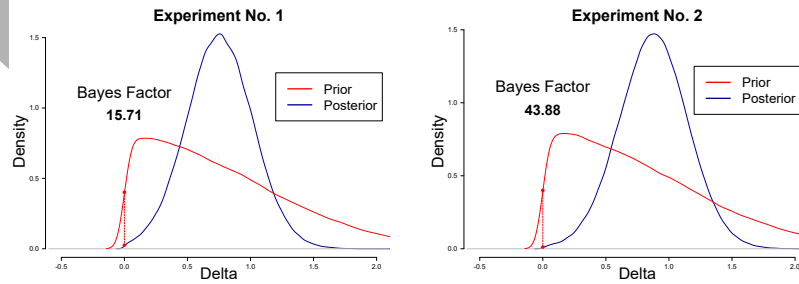 Experiment No. 1
Bayes Factor
15.71
Prior
Posterior
Density
0.0
0.5
1.0
1.5
-0.5
0.0
0.5
1.0
1.5
2.0
Delta
Experiment No. 2
Bayes Factor
43.88
Prior
Posterior
Density
0.0
0.5
1.0
1.5
-0.5
0.0
0.5
1.0
1.5
2.0
Delta